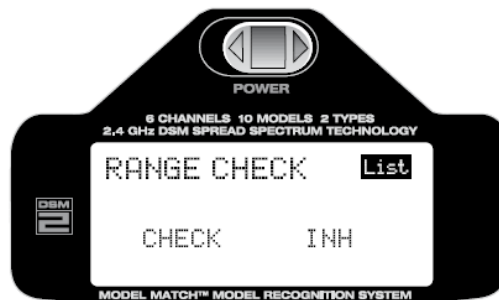 POWER
6 CHANNELS 10 MODELS 2 TYPES
2.4 GHz DSM SPREAD SPECTRUM TECHNOLOGY
RANGE CHECK List
DSM
2
CHECK INH
MODEL MATCH™ MODEL RECOGNITION SYSTEM